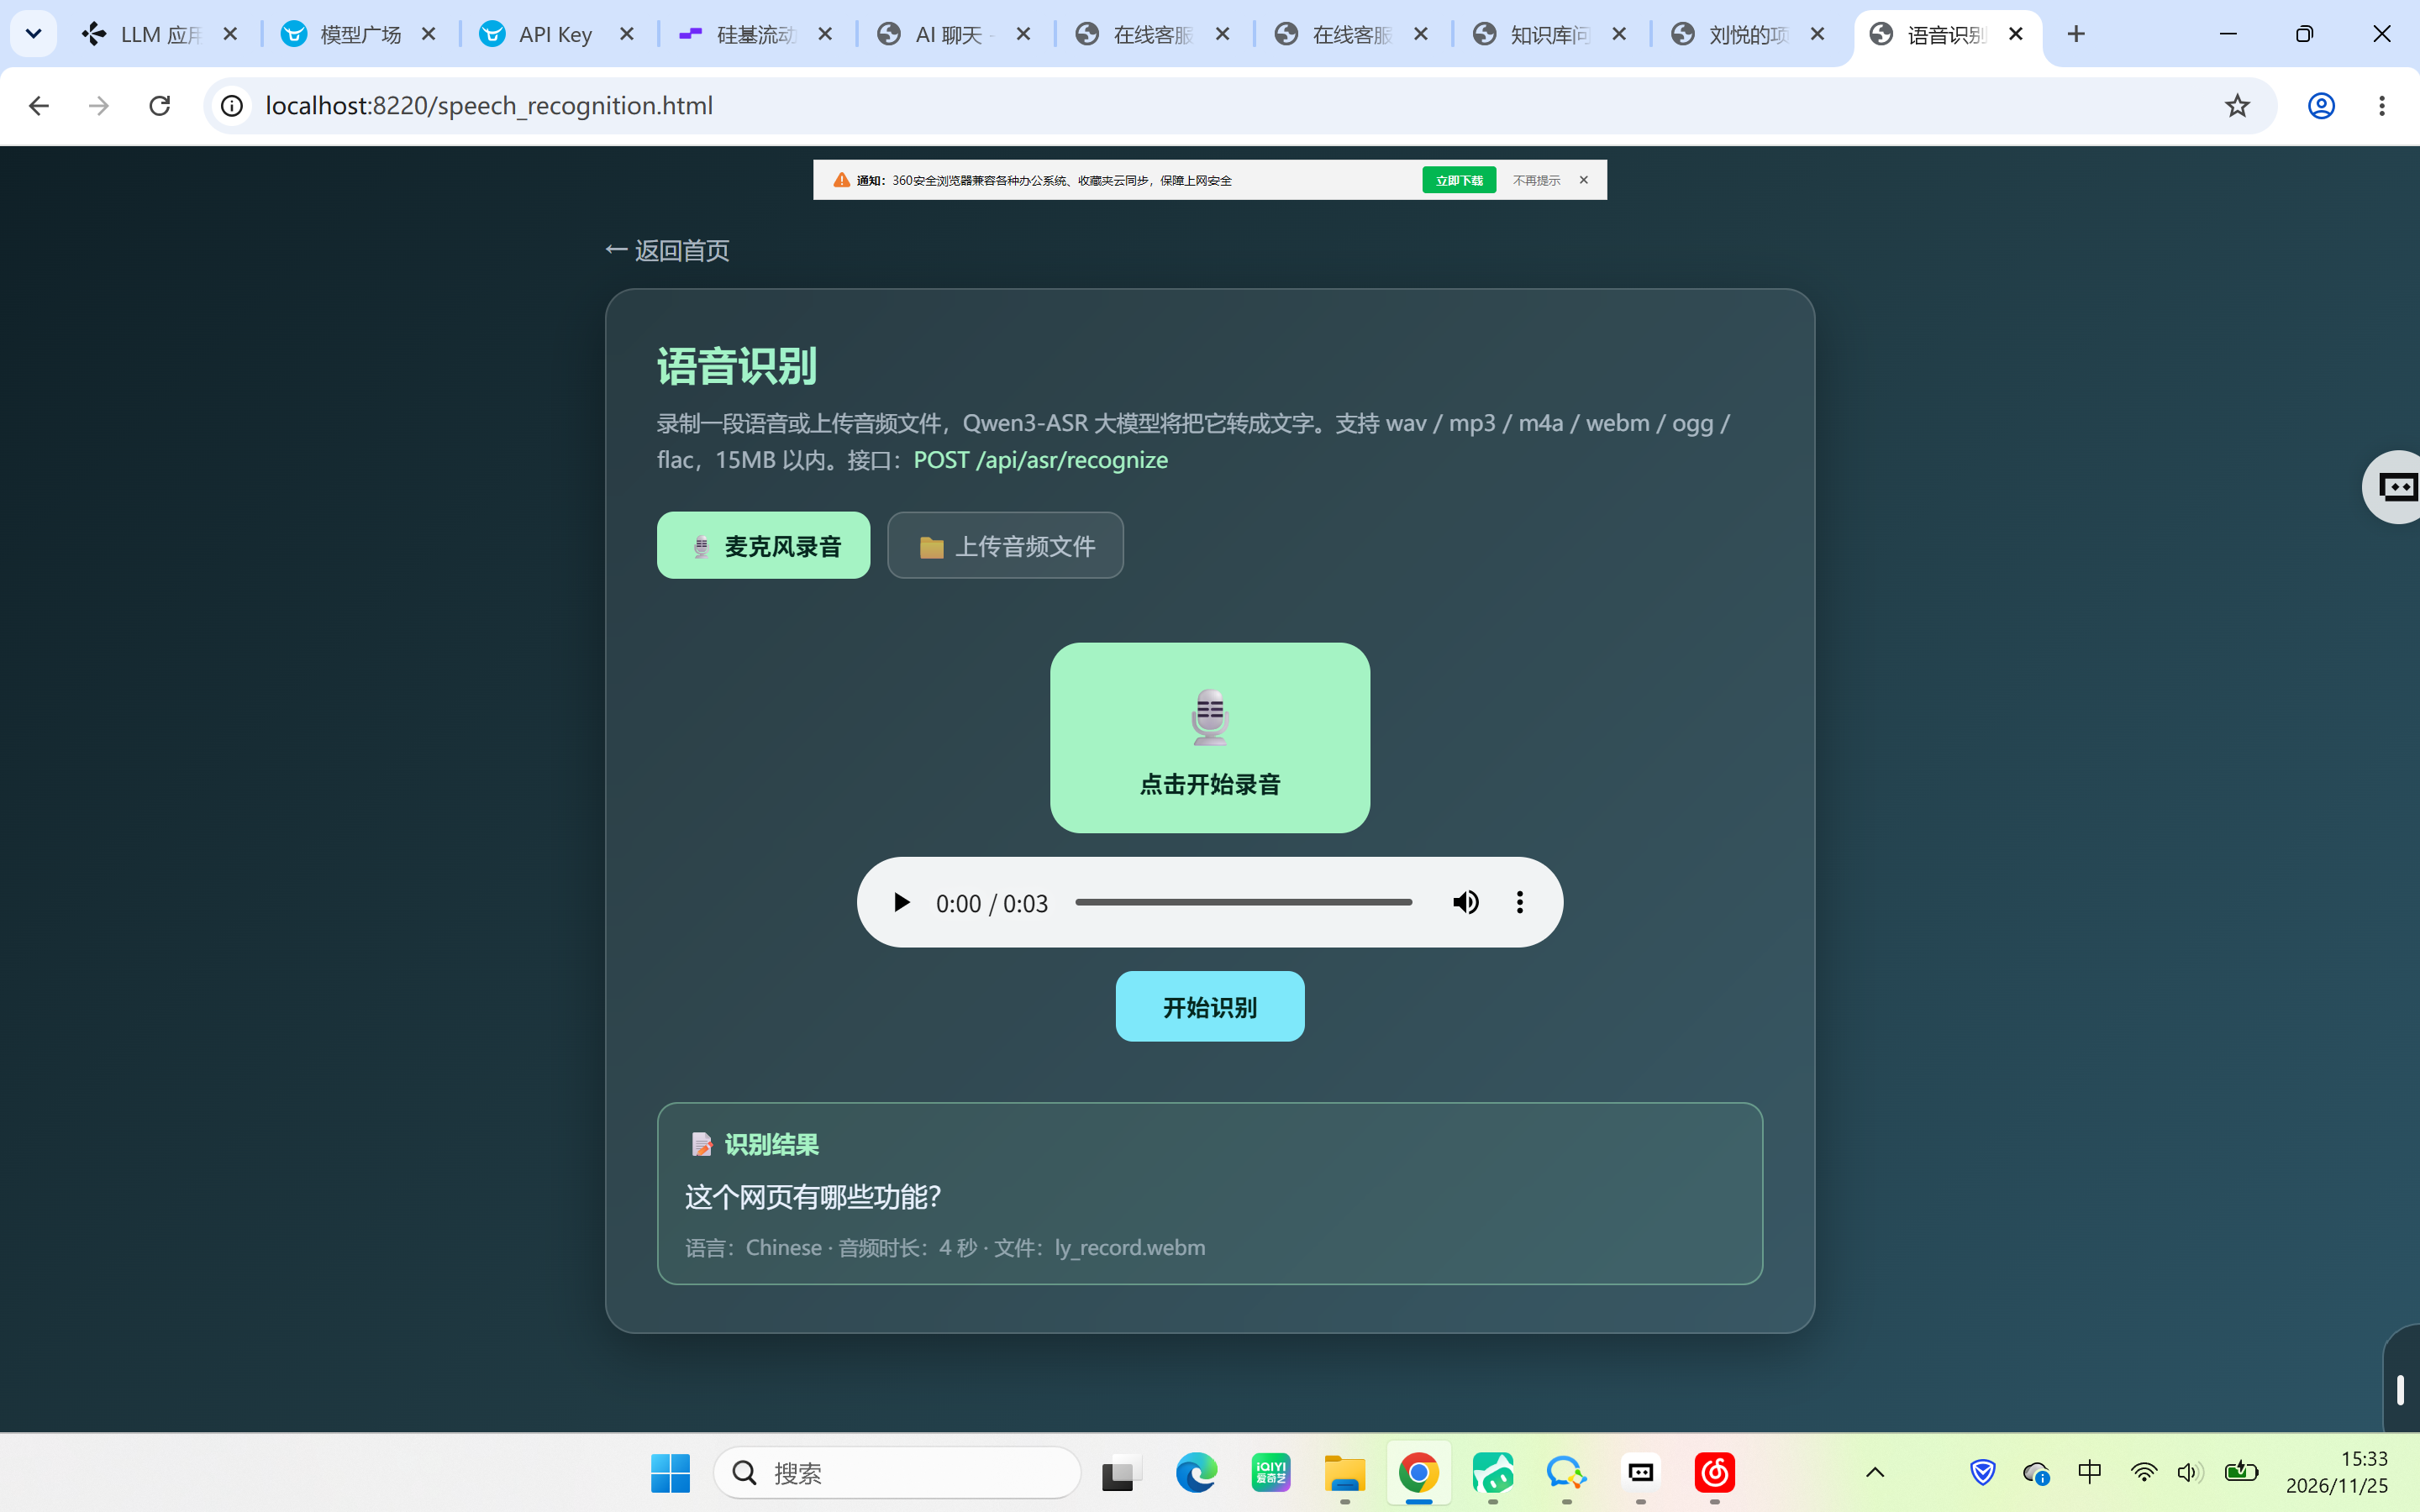 LLM 应用
模型广场
API Key
硅基流动
AI 聊天 -
在线客服
在线客服
知识库问
刘悦的项
语音识别
localhost:8220/speech_recognition.html
通知：360安全浏览器兼容各种办公系统、收藏夹云同步，保障上网安全
立即下载
不再提示
← 返回首页
语音识别
录制一段语音或上传音频文件，Qwen3-ASR 大模型将把它转成文字。支持 wav / mp3 / m4a / webm / ogg /
flac，15MB 以内。接口：POST /api/asr/recognize
麦克风录音
上传音频文件
点击开始录音
0:00 / 0:03
开始识别
识别结果
这个网页有哪些功能？
语言：Chinese · 音频时长：4 秒 · 文件：ly_record.webm
搜索
iQIYI
爱奇艺
中
15:33
2026/11/25